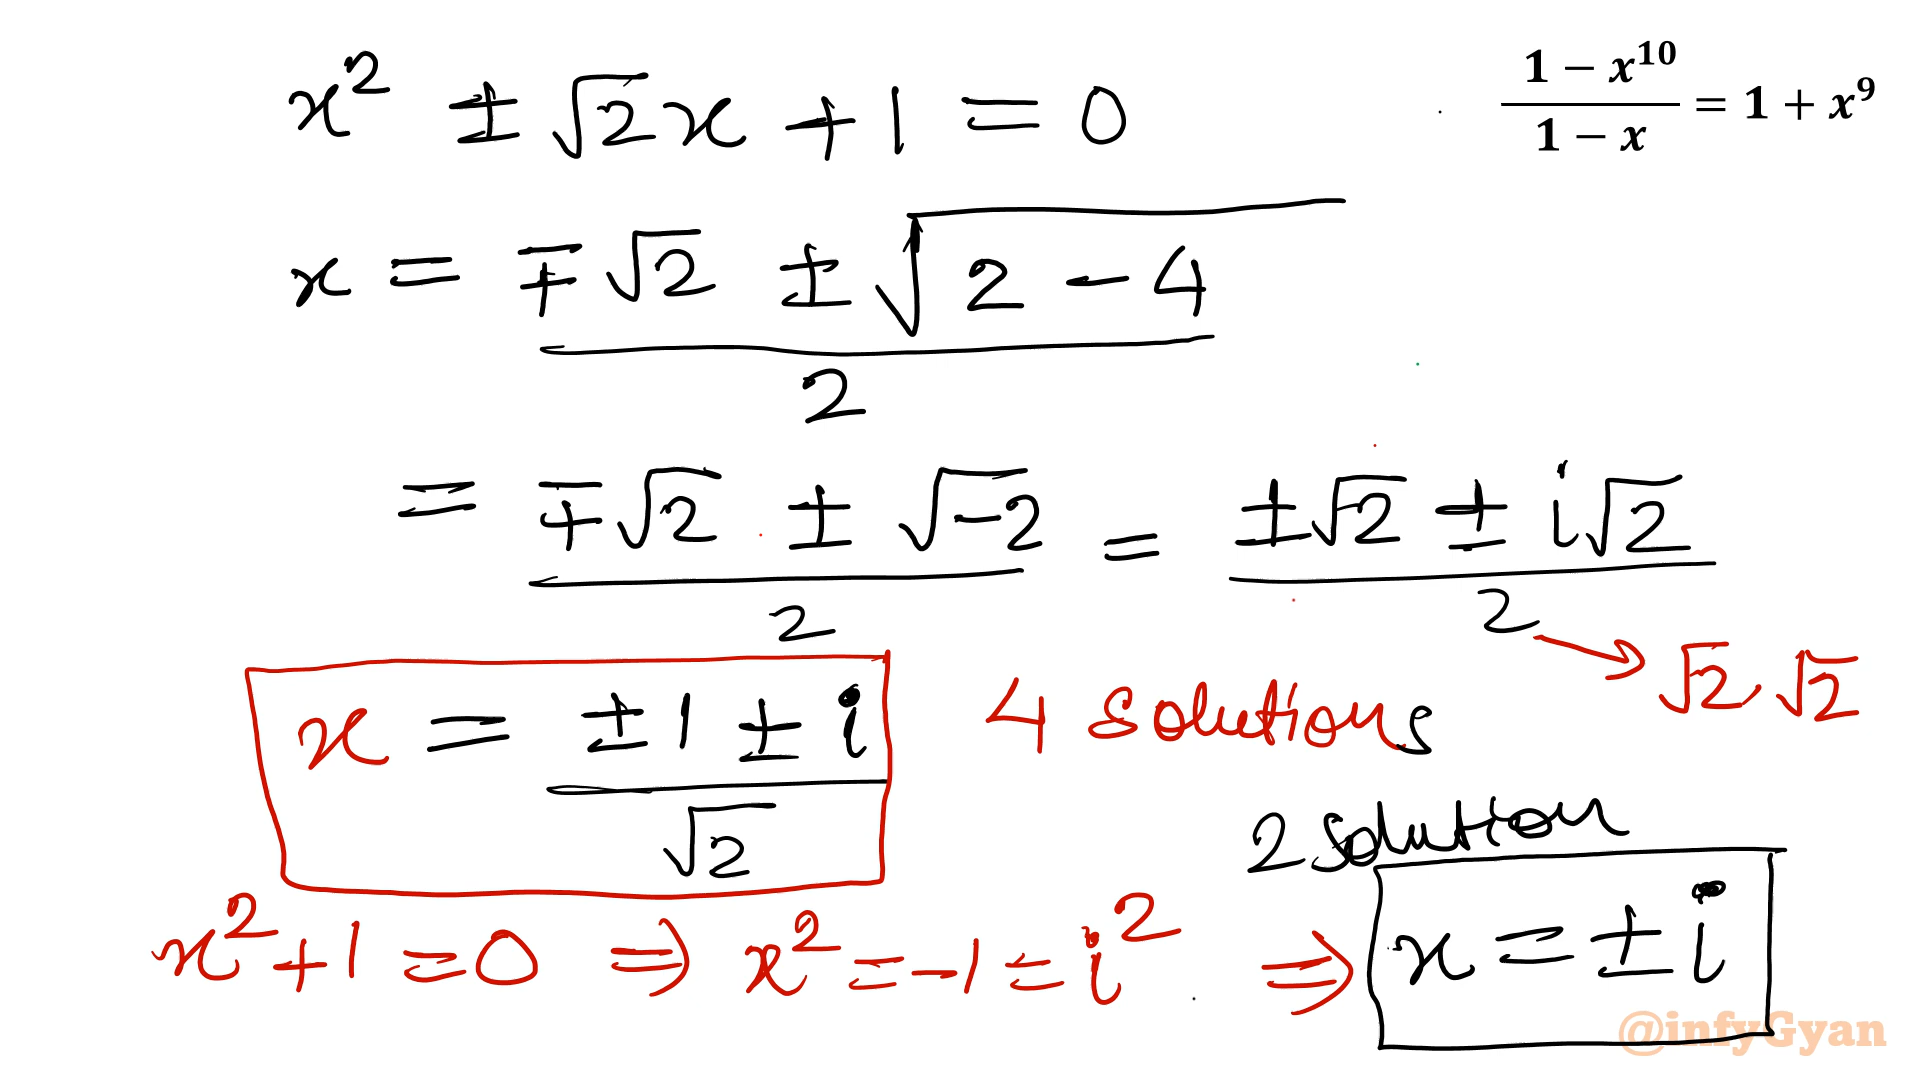 x² ± √2x + 1 = 0
(1 − x¹⁰)/(1 − x) = 1 + x⁹
x = (∓√2 ± √(2 − 4))/2
= (∓√2 ± √−2)/2 = (±√2 ± i√2)/2
→ √2 √2
x = (±1 ± i)/√2
4 solutions
2 solution
x² + 1 = 0 ⇒ x² = −1 = i² ⇒ x = ± i
@infyGyan